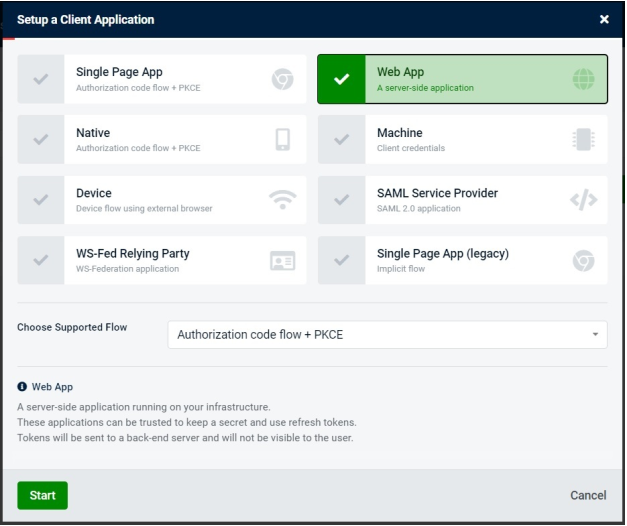 Setup a Client Application
Single Page App
Authorization code flow + PKCE
Web App
A server-side application
Native
Authorization code flow + PKCE
Machine
Client credentials
Device
Device flow using external browser
SAML Service Provider
SAML 2.0 application
WS-Fed Relying Party
WS-Federation application
Single Page App (legacy)
Implicit flow
Choose Supported Flow
Authorization code flow + PKCE
Web App
A server-side application running on your infrastructure.
These applications can be trusted to keep a secret and use refresh tokens.
Tokens will be sent to a back-end server and will not be visible to the user.
Start
Cancel